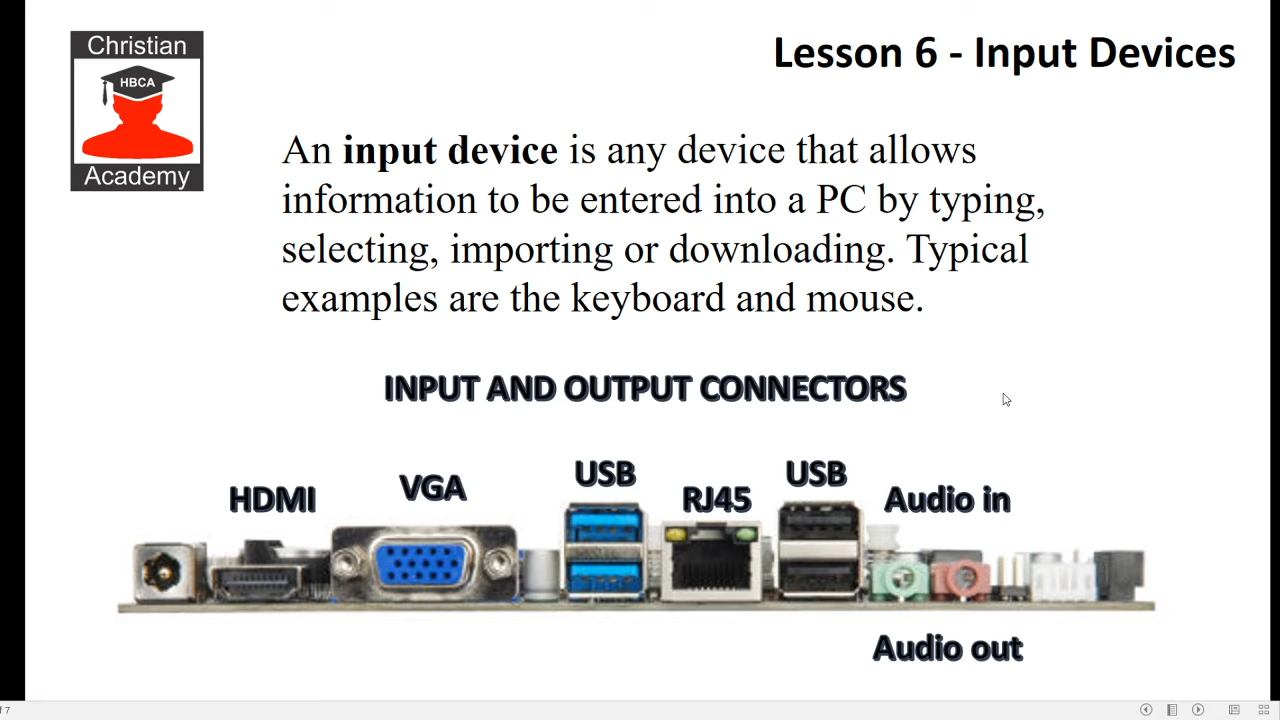 Christian
HBCA
Academy
Lesson 6 - Input Devices
An input device is any device that allows
information to be entered into a PC by typing,
selecting, importing or downloading. Typical
examples are the keyboard and mouse.
INPUT AND OUTPUT CONNECTORS
HDMI
VGA
USB
RJ45
USB
Audio in
Audio out
f 7